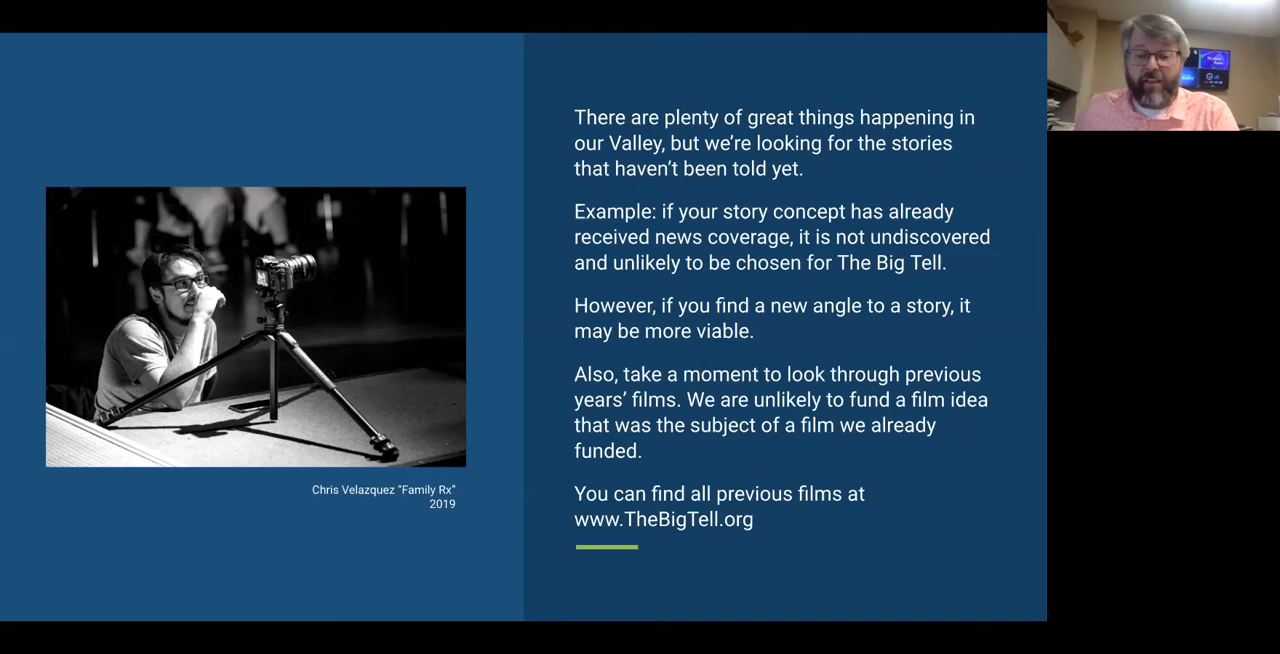 There are plenty of great things happening in
our Valley, but we’re looking for the stories
that haven’t been told yet.
Example: if your story concept has already
received news coverage, it is not undiscovered
and unlikely to be chosen for The Big Tell.
However, if you find a new angle to a story, it
may be more viable.
Also, take a moment to look through previous
years’ films. We are unlikely to fund a film idea
that was the subject of a film we already
funded.
You can find all previous films at
www.TheBigTell.org
Chris Velazquez “Family Rx”
2019